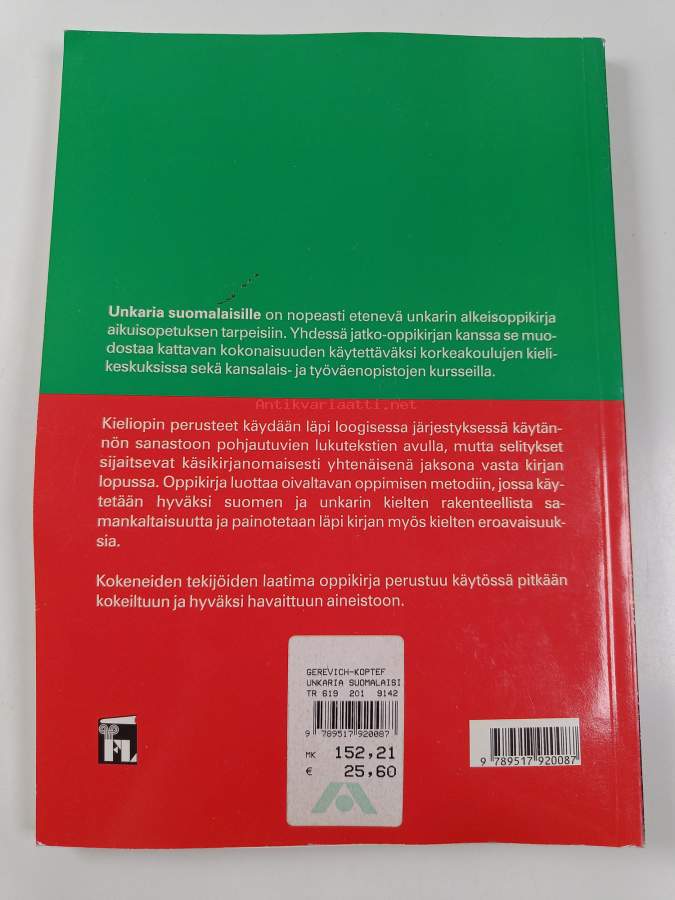 Unkaria suomalaisille on nopeasti etenevä unkarin alkeisoppikirja
aikuisopetuksen tarpeisiin. Yhdessä jatko-oppikirjan kanssa se muo-
dostaa kattavan kokonaisuuden käytettäväksi korkeakoulujen kieli-
keskuksissa sekä kansalais- ja työväenopistojen kursseilla.
Antikvariaatti.net
Kieliopin perusteet käydään läpi loogisessa järjestyksessä käytän-
nön sanastoon pohjautuvien lukutekstien avulla, mutta selitykset
sijaitsevat käsikirjanomaisesti yhtenäisenä jaksona vasta kirjan
lopussa. Oppikirja luottaa oivaltavan oppimisen metodiin, jossa käy-
tetään hyväksi suomen ja unkarin kielten rakenteellista sa-
mankaltaisuutta ja painotetaan läpi kirjan myös kielten eroavaisuuk-
sia.
Kokeneiden tekijöiden laatima oppikirja perustuu käytössä pitkään
kokeiltuun ja hyväksi havaittuun aineistoon.
GEREVICH-KOPTEF
UNKARIA SUOMALAISI
TR 619 201 9142
9 789517 920087
MK 152,21
€ 25,60
FL
9 789517 920087